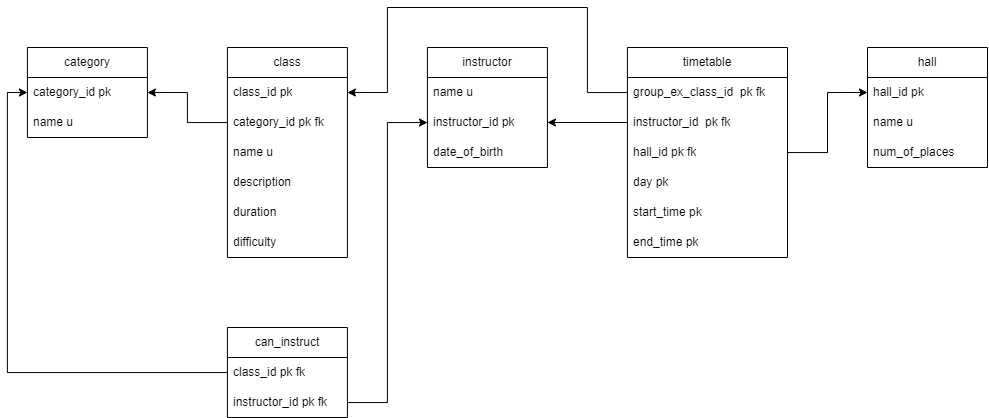 category
category_id pk
name u
class
class_id pk
category_id pk fk
name u
description
duration
difficulty
instructor
name u
instructor_id pk
date_of_birth
timetable
group_ex_class_id  pk fk
instructor_id  pk fk
hall_id pk fk
day pk
start_time pk
end_time pk
hall
hall_id pk
name u
num_of_places
can_instruct
class_id pk fk
instructor_id pk fk